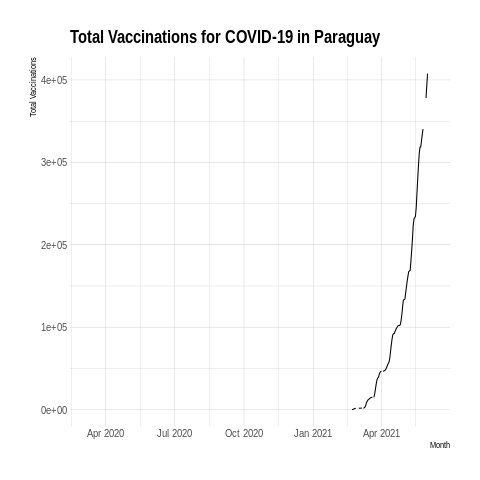 Total Vaccinations for COVID-19 in Paraguay
Total Vaccinations
4e+05
3e+05
2e+05
1e+05
0e+00
Apr 2020 Jul 2020 Oct 2020 Jan 2021 Apr 2021
Month